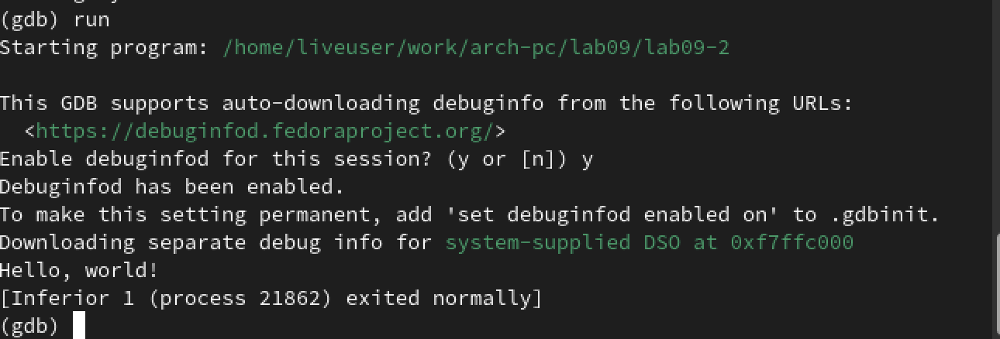 (gdb) run
Starting program: /home/liveuser/work/arch-pc/lab09/lab09-2
This GDB supports auto-downloading debuginfo from the following URLs:
<https://debuginfod.fedoraproject.org/>
Enable debuginfod for this session? (y or [n]) y
Debuginfod has been enabled.
To make this setting permanent, add 'set debuginfod enabled on' to .gdbinit.
Downloading separate debug info for system-supplied DSO at 0xf7ffc000
Hello, world!
[Inferior 1 (process 21862) exited normally]
(gdb)